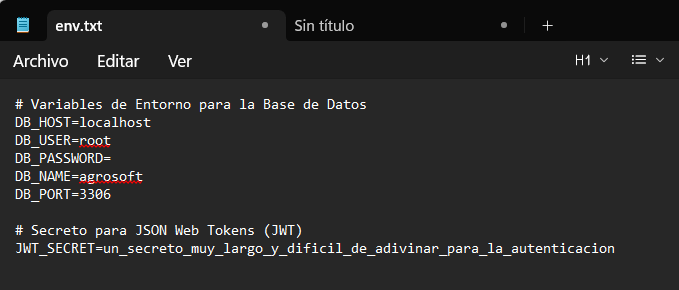 env.txt
Sin título
Archivo Editar Ver H1
# Variables de Entorno para la Base de Datos
DB_HOST=localhost
DB_USER=root
DB_PASSWORD=
DB_NAME=agrosoft
DB_PORT=3306
# Secreto para JSON Web Tokens (JWT)
JWT_SECRET=un_secreto_muy_largo_y_dificil_de_adivinar_para_la_autenticacion